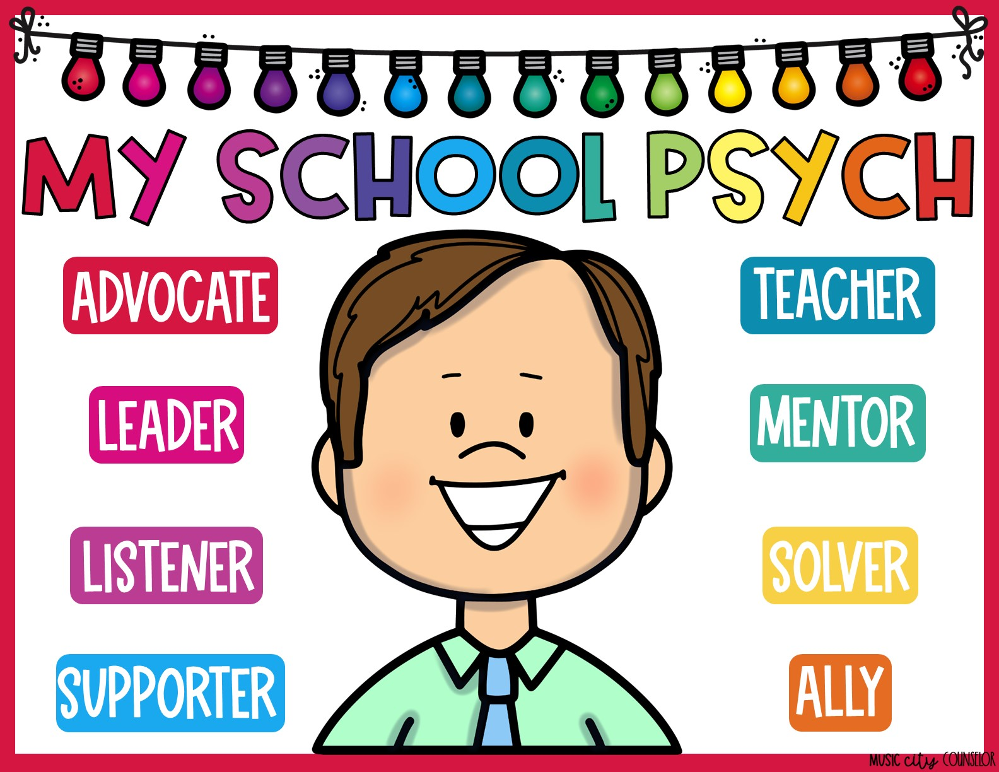 MY SCHOOL PSYCH
ADVOCATE
TEACHER
LEADER
MENTOR
LISTENER
SOLVER
SUPPORTER
ALLY
MUSIC city COUNSELOR